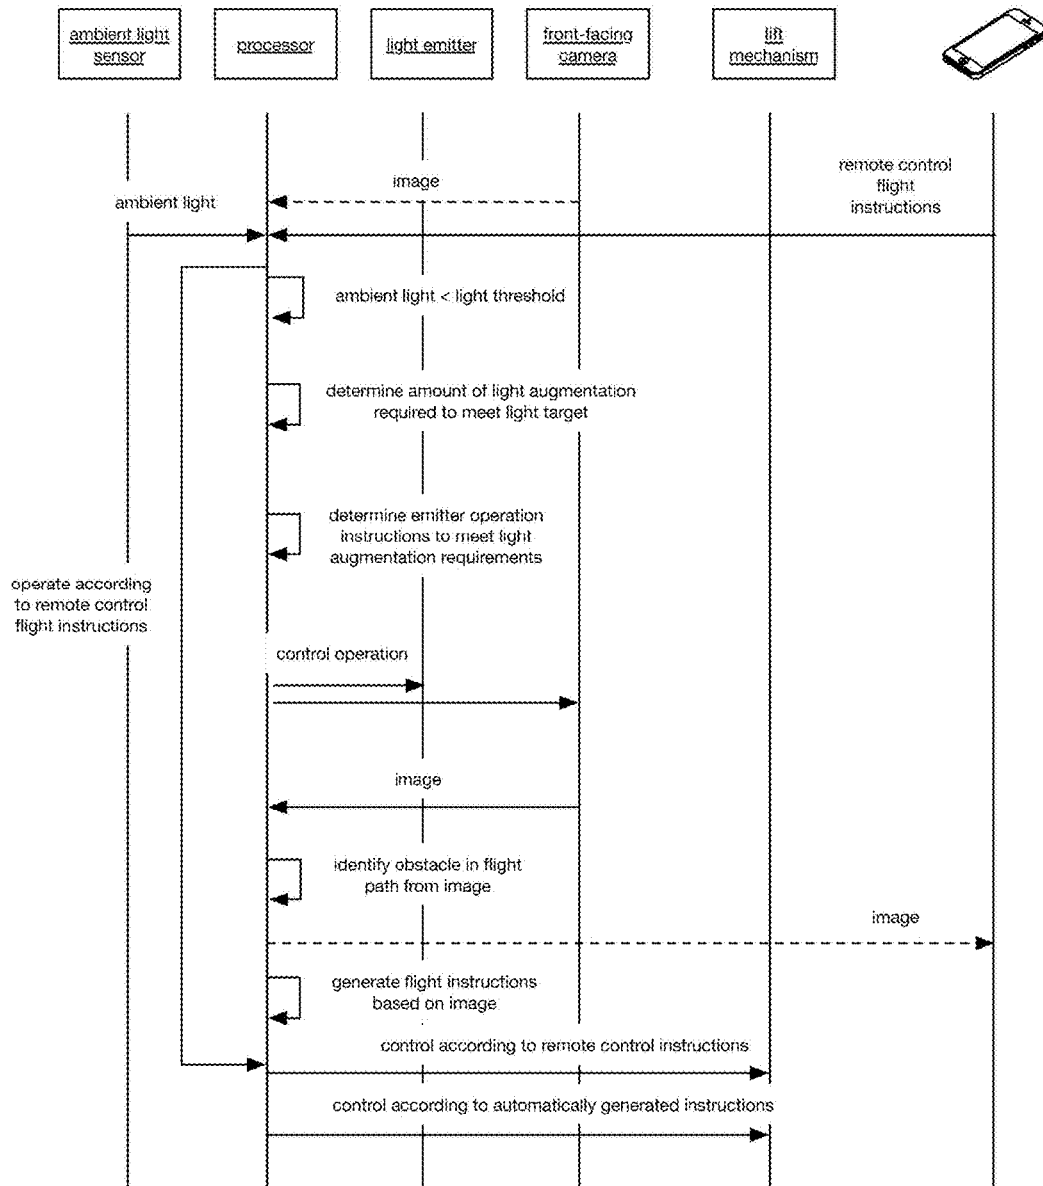 ambient light
sensor
processor
light emitter
front-facing
camera
lift
mechanism
remote control
flight
instructions
image
ambient light
ambient light < light threshold
determine amount of light augmentation
required to meet light target
determine emitter operation
instructions to meet light
augmentation requirements
operate according
to remote control
flight instructions
control operation
image
identify obstacle in flight
path from image
image
generate flight instructions
based on image
control according to remote control instructions
control according to automatically generated instructions